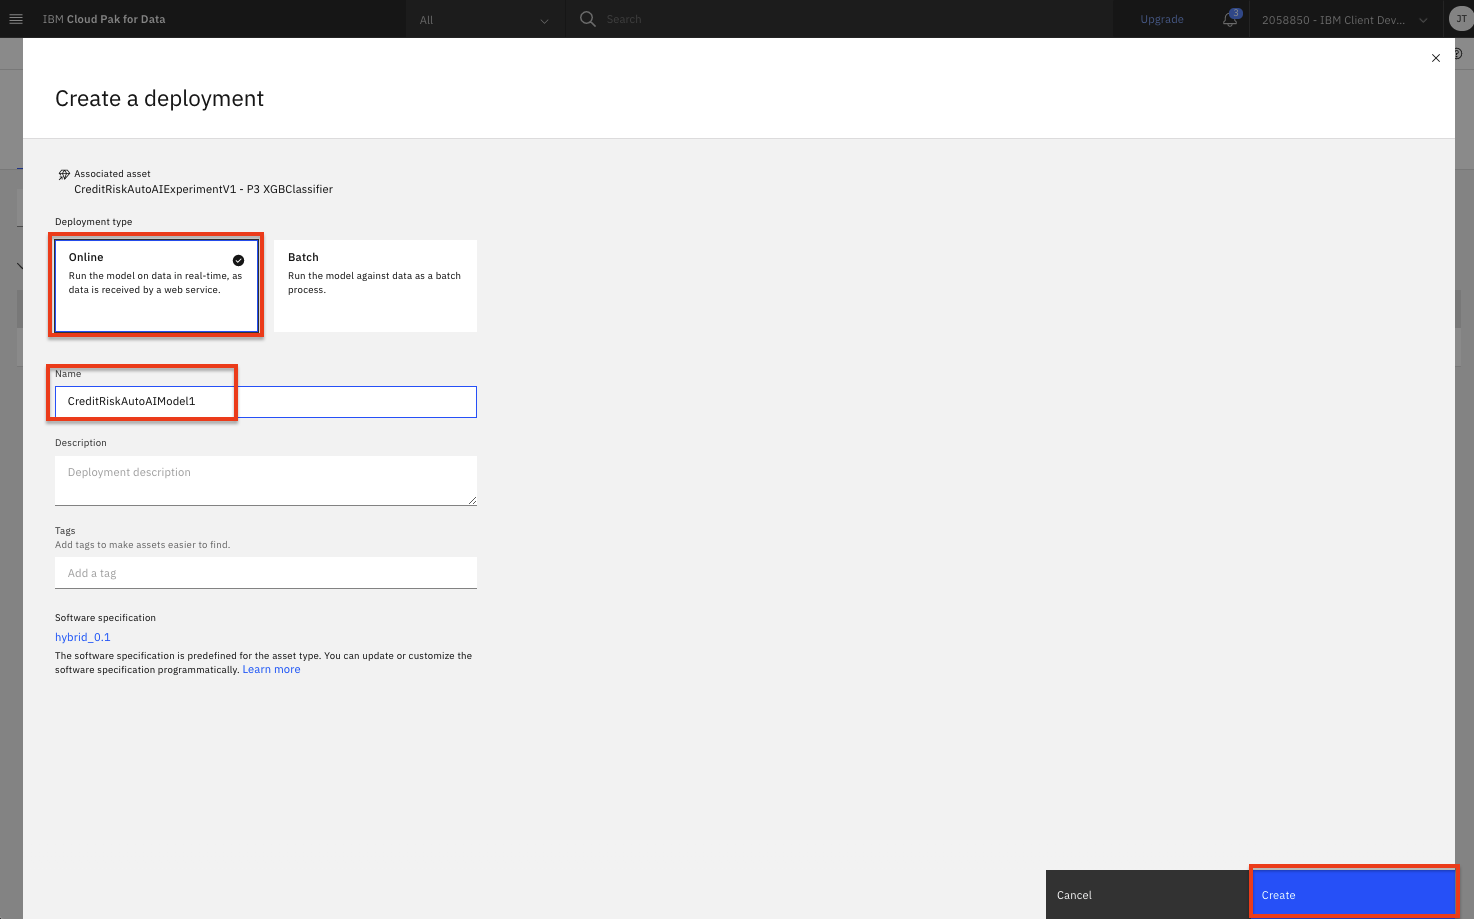 IBM Cloud Pak for Data
All
Search
Upgrade
3
2058850 - IBM Client Dev...
JT
Create a deployment
Associated asset
CreditRiskAutoAIExperimentV1 - P3 XGBClassifier
Deployment type
Online
Run the model on data in real-time, as
data is received by a web service.
Batch
Run the model against data as a batch
process.
Name
CreditRiskAutoAIModel1
Description
Deployment description
Tags
Add tags to make assets easier to find.
Add a tag
Software specification
hybrid_0.1
The software specification is predefined for the asset type. You can update or customize the
software specification programmatically. Learn more
Cancel
Create